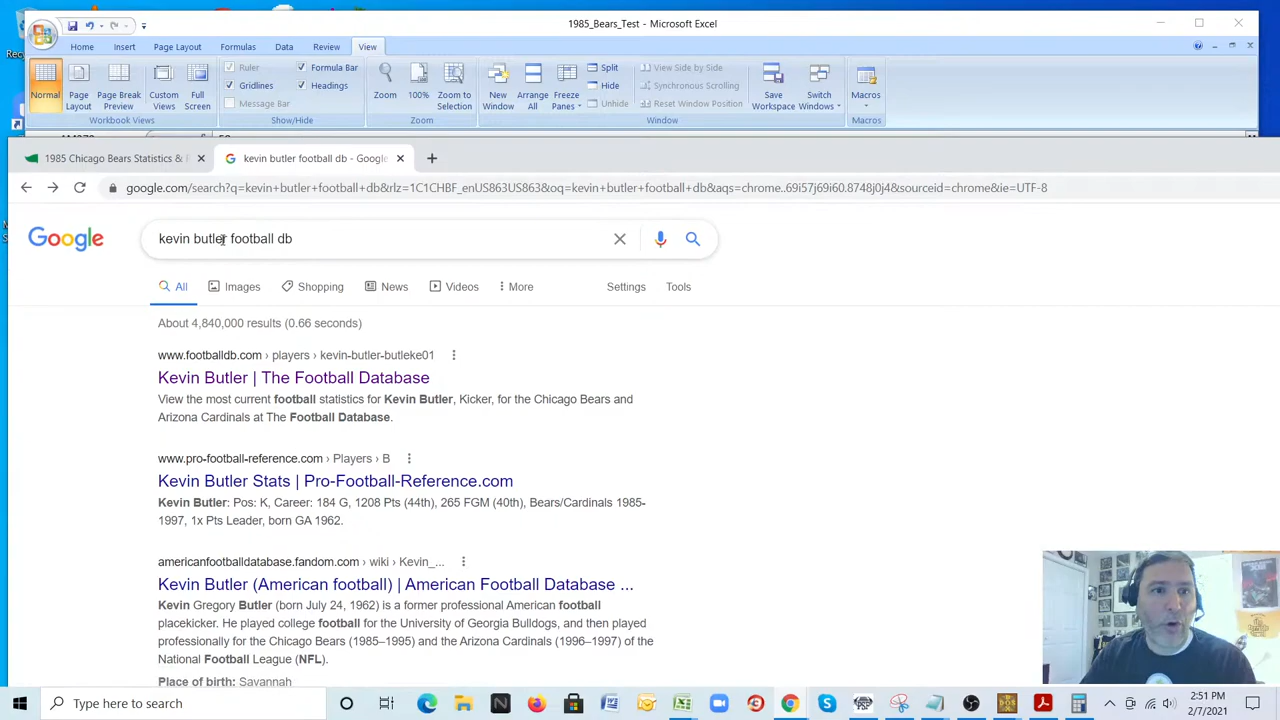 1985_Bears_Test - Microsoft Excel
Home Insert Page Layout Formulas Data Review View
Ruler Formula Bar
Gridlines Headings
Message Bar
Normal Page Layout Page Break Preview Custom Views Full Screen
Zoom 100% Zoom to Selection
New Window Arrange All Freeze Panes
Split
Hide
Unhide
View Side by Side
Synchronous Scrolling
Reset Window Position
Save Workspace Switch Windows
Macros
Workbook Views Show/Hide Zoom Window Macros
1985 Chicago Bears Statistics &
kevin butler football db - Google
google.com/search?q=kevin+butler+football+db&rlz=1C1CHBF_enUS863US863&oq=kevin+butler+football+db&aqs=chrome..69i57j69i60.8748j0j4&sourceid=chrome&ie=UTF-8
Google
kevin butler football db
All Images Shopping News Videos More Settings Tools
About 4,840,000 results (0.66 seconds)
www.footballdb.com › players › kevin-butler-butleke01
Kevin Butler | The Football Database
View the most current football statistics for Kevin Butler, Kicker, for the Chicago Bears and
Arizona Cardinals at The Football Database.
www.pro-football-reference.com › Players › B
Kevin Butler Stats | Pro-Football-Reference.com
Kevin Butler: Pos: K, Career: 184 G, 1208 Pts (44th), 265 FGM (40th), Bears/Cardinals 1985-
1997, 1x Pts Leader, born GA 1962.
americanfootballdatabase.fandom.com › wiki › Kevin_...
Kevin Butler (American football) | American Football Database ...
Kevin Gregory Butler (born July 24, 1962) is a former professional American football
placekicker. He played college football for the University of Georgia Bulldogs, and then played
professionally for the Chicago Bears (1985–1995) and the Arizona Cardinals (1996–1997) of the
National Football League (NFL).
Place of birth: Savannah
Type here to search
2:51 PM
2/7/2021